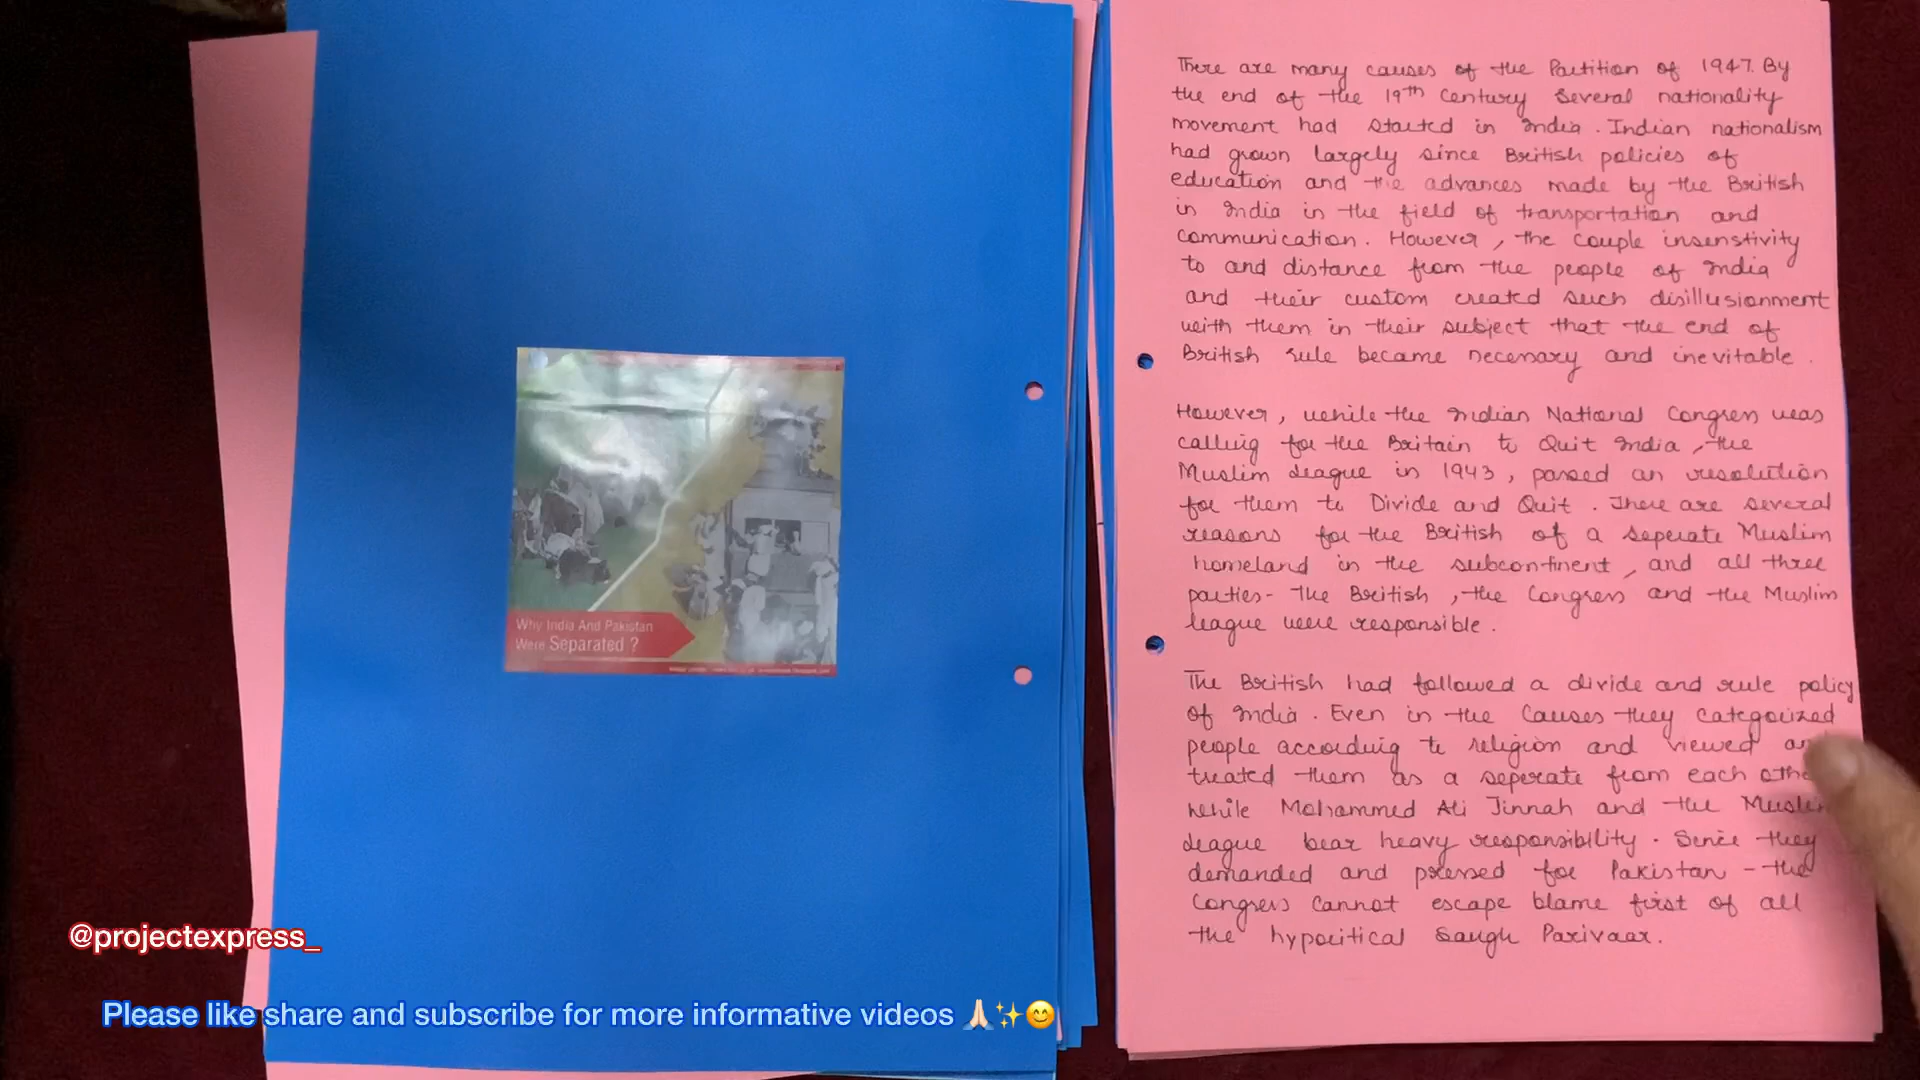 There are many causes of the Partition of 1947. By
the end of the 19th Century Several nationality
movement had started in India. Indian nationalism
had grown largely since British policies of
education and the advances made by the British
in India in the field of transportation and
communication. However, the couple insenstivity
to and distance from the people of India
and their custom created such disillusionment
with them in their subject that the end of
British rule became necessary and inevitable.
However, while the Indian National Congress was
calling for the Britain to Quit India, the
Muslim league in 1943, passed an resolution
for them to Divide and Quit. There are several
reasons for the British of a seperate Muslim
homeland in the subcontinent, and all three
parties- the British, the Congress and the Muslim
league were responsible.
The British had followed a divide and rule policy
of India. Even in the Causes they categorized
people according to religion and viewed and
treated them as a seperate from each othe
while Mohammed Ali Jinnah and the Muslim
league bear heavy responsibility. Since they
demanded and pressed for Pakistan - the
Congress Cannot escape blame first of all
the hypocritical Sangh Parivaar.
Why India And Pakistan
Were Separated ?
@projectexpress_
Please like share and subscribe for more informative videos 🙏🏻✨😊